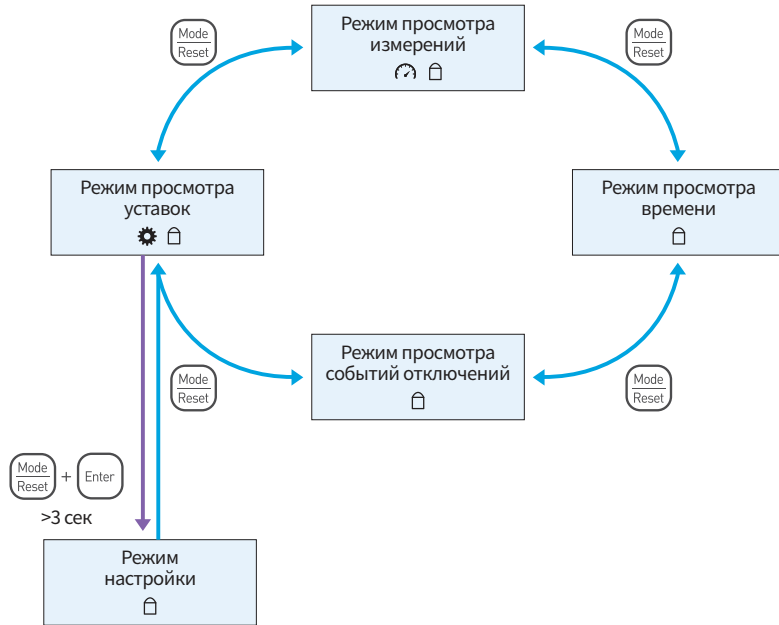 Режим просмотра
измерений
Mode
Reset
Mode
Reset
Режим просмотра
уставок
Режим просмотра
времени
Режим просмотра
событий отключений
Mode
Reset
Mode
Reset
Mode
Reset
+
Enter
>3 сек
Режим
настройки